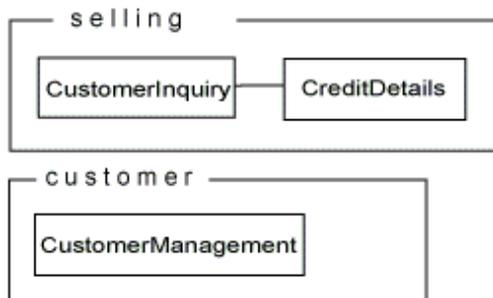 selling
CustomerInquiry CreditDetails
customer
CustomerManagement